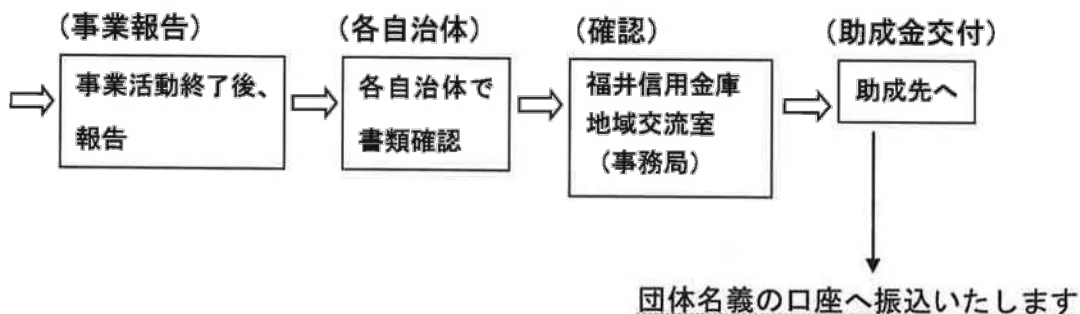 (事業報告)
事業活動終了後、
報告
(各自治体)
各自治体で
書類確認
(確認)
福井信用金庫
地域交流室
(事務局)
(助成金交付)
助成先へ
団体名義の口座へ振込いたします